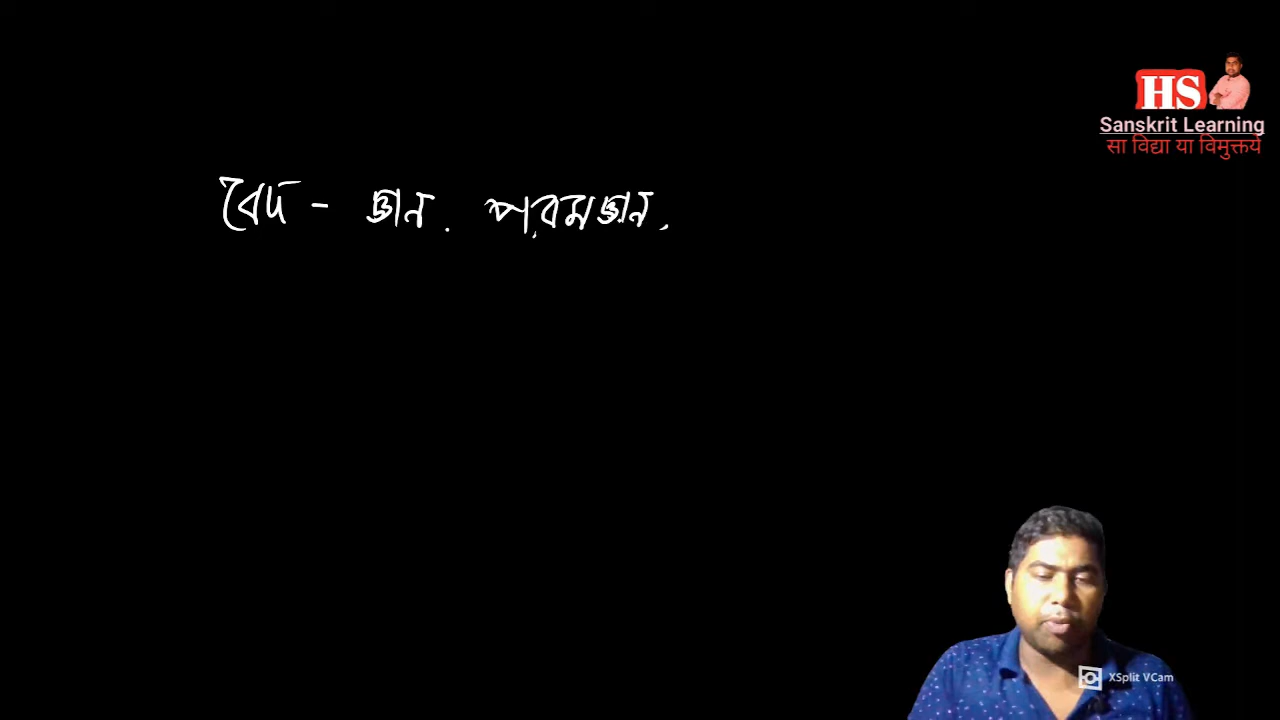 HS
Sanskrit Learning
सा विद्या या विमुक्तये
বেদ - জ্ঞান. পরমজ্ঞান.
XSplit VCam